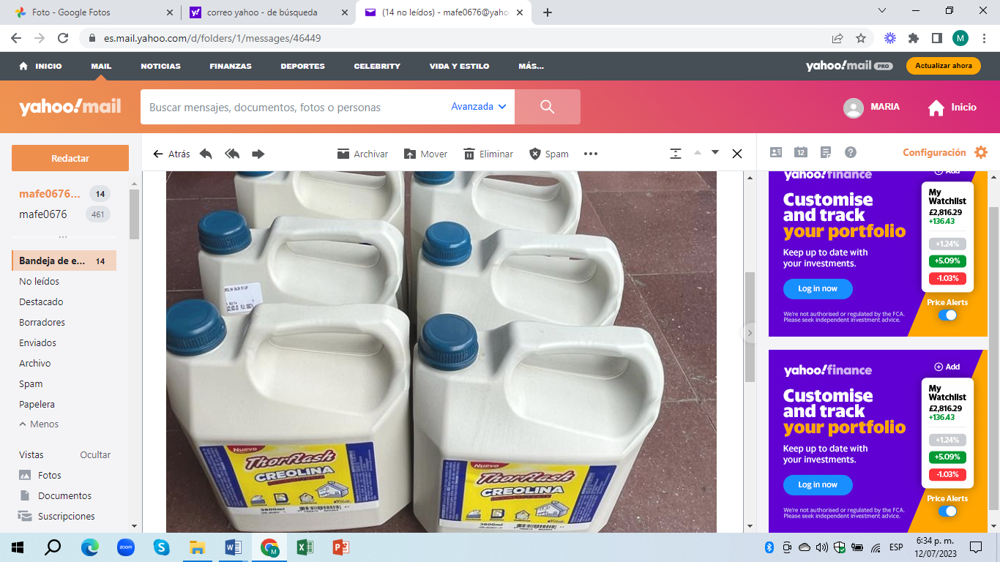 Foto - Google Fotos
correo yahoo - de búsqueda
(14 no leídos) - mafe0676@yaho
es.mail.yahoo.com/d/folders/1/messages/46449
M
INICIO
MAIL
NOTICIAS
FINANZAS
DEPORTES
CELEBRITY
VIDA Y ESTILO
MÁS...
yahoo!mail PRO
Actualizar ahora
yahoo!mail
Buscar mensajes, documentos, fotos o personas
Avanzada
MARIA
Inicio
Redactar
Atrás
Archivar
Mover
Eliminar
Spam
12
Configuración
mafe0676... 14
mafe0676 461
Bandeja de e... 14
No leídos
Destacado
Borradores
Enviados
Archivo
Spam
Papelera
Menos
Vistas
Ocultar
Fotos
Documentos
Suscripciones
Nuevo
Thorflash
CREOLINA
3800ml
Nuevo
Thorflash
CREOLINA
3800ml
yahoo!finance
Add
Customise
and track
your portfolio
Keep up to date with
your investments.
Log in now
We're not authorised or regulated by the FCA.
Please seek independent investment advice.
My
Watchlist
£2,816.29
+136.43
+1.24%
+5.09%
-1.03%
Price Alerts
yahoo!finance
Add
Customise
and track
your portfolio
Keep up to date with
your investments.
Log in now
We're not authorised or regulated by the FCA.
Please seek independent investment advice.
My
Watchlist
£2,816.29
+136.43
+1.24%
+5.09%
-1.03%
Price Alerts
zoom
M
ESP
6:34 p. m.
12/07/2023